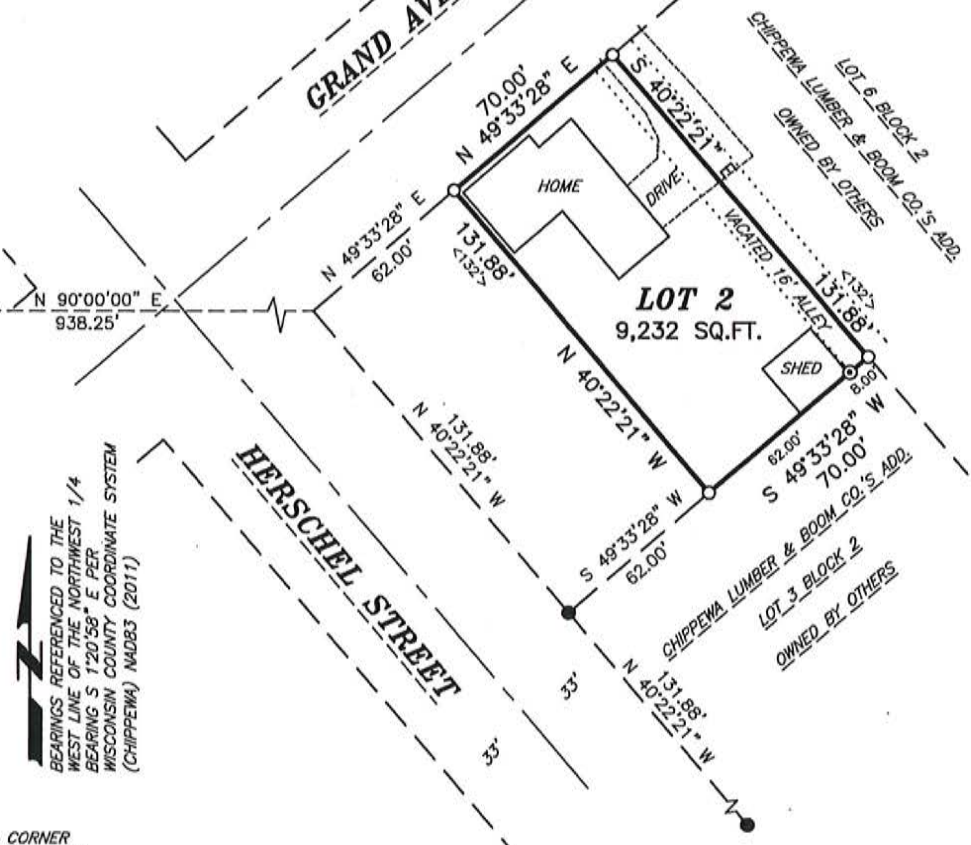 GRAND AVE
CHIPPEWA LUMBER & BOOM CO.'S ADD.
LOT 6 BLOCK 2
OWNED BY OTHERS
70.00'
N 49°33'28" E
S 40°22'21" E
HOME
DRIVE
VACATED 16' ALLEY
<132'>
131.88'
N 49°33'28" E
62.00'
131.88'
<132'>
N 90°00'00" E
938.25'
LOT 2
9,232 SQ.FT.
SHED
8.00'
N 40°22'21" W
62.00'
S 49°33'28" W
70.00'
131.88'
N 40°22'21" W
HERSCHEL STREET
S 49°33'28" W
62.00'
CHIPPEWA LUMBER & BOOM CO.'S ADD.
LOT 3 BLOCK 2
OWNED BY OTHERS
131.88'
N 40°22'21" W
33'
33'
BEARINGS REFERENCED TO THE
WEST LINE OF THE NORTHWEST 1/4
BEARING S 1°20'58" E PER
WISCONSIN COUNTY COORDINATE SYSTEM
(CHIPPEWA) NAD83 (2011)
CORNER